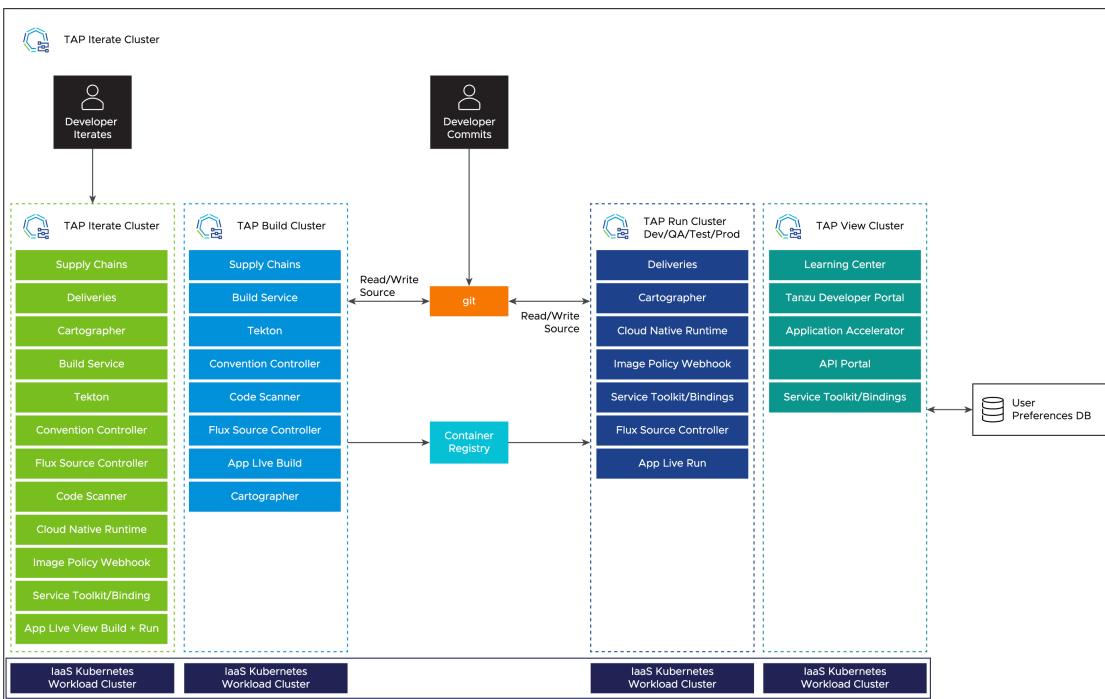 TAP Iterate Cluster
Developer
Iterates
Developer
Commits
TAP Iterate Cluster
Supply Chains
Deliveries
Cartographer
Build Service
Tekton
Convention Controller
Flux Source Controller
Code Scanner
Cloud Native Runtime
Image Policy Webhook
Service Toolkit/Binding
App LIve View Build + Run
TAP Build Cluster
Supply Chains
Build Service
Tekton
Convention Controller
Code Scanner
Flux Source Controller
App LIve Build
Cartographer
Read/Write
Source
git
Read/Write
Source
Container
Registry
TAP Run Cluster
Dev/QA/Test/Prod
Deliveries
Cartographer
Cloud Native Runtime
Image Policy Webhook
Service Toolkit/Bindings
Flux Source Controller
App Live Run
TAP View Cluster
Learning Center
Tanzu Developer Portal
Application Accelerator
API Portal
Service Toolkit/Bindings
User
Preferences DB
IaaS Kubernetes
Workload Cluster
IaaS Kubernetes
Workload Cluster
IaaS Kubernetes
Workload Cluster
IaaS Kubernetes
Workload Cluster